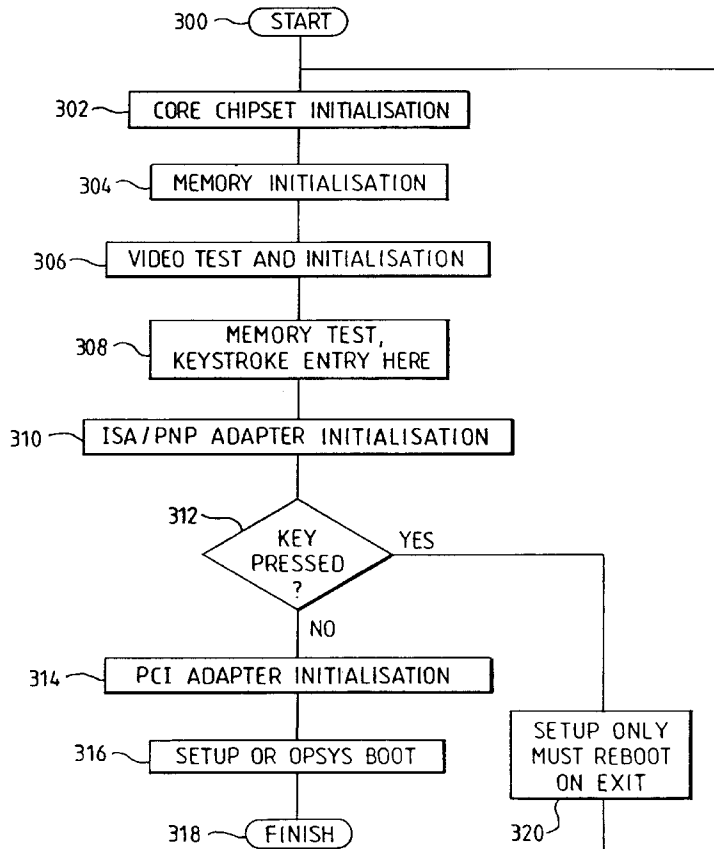 300 START
302 CORE CHIPSET INITIALISATION
304 MEMORY INITIALISATION
306 VIDEO TEST AND INITIALISATION
308 MEMORY TEST,
KEYSTROKE ENTRY HERE
310 ISA/PNP ADAPTER INITIALISATION
312 KEY
PRESSED
?
YES
NO
314 PCI ADAPTER INITIALISATION
316 SETUP OR OPSYS BOOT
318 FINISH
SETUP ONLY
MUST REBOOT
ON EXIT
320